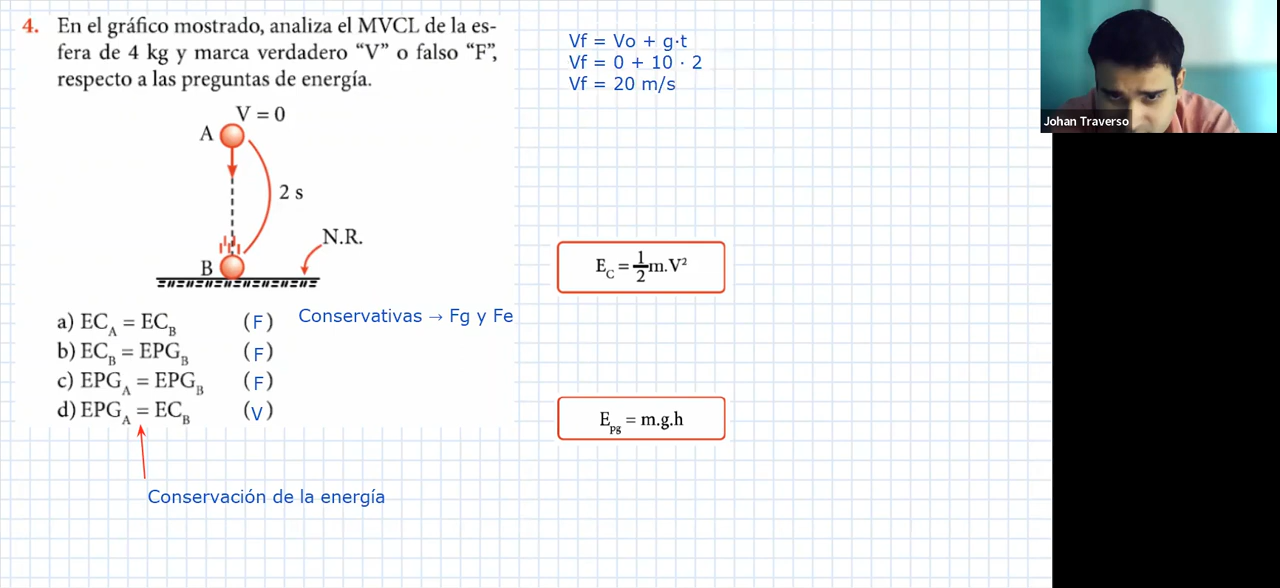 4. En el gráfico mostrado, analiza el MVCL de la es-
fera de 4 kg y marca verdadero “V” o falso “F”,
respecto a las preguntas de energía.
V = 0
A
2 s
N.R.
B
a) EC_A = EC_B (F)
b) EC_B = EPG_B (F)
c) EPG_A = EPG_B (F)
d) EPG_A = EC_B (V)
Conservativas → Fg y Fe
Conservación de la energía
Vf = Vo + g·t
Vf = 0 + 10 · 2
Vf = 20 m/s
E_C = 1/2 m.V²
E_pg = m.g.h
Johan Traverso